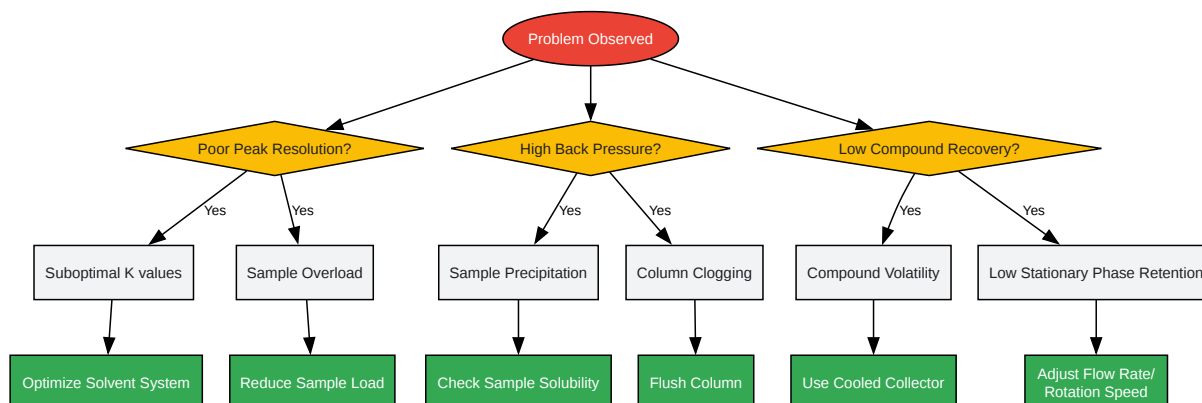 Problem Observed
Poor Peak Resolution?
High Back Pressure?
Low Compound Recovery?
Yes
Yes
Yes
Yes
Yes
Yes
Suboptimal K values
Sample Overload
Sample Precipitation
Column Clogging
Compound Volatility
Low Stationary Phase Retention
Optimize Solvent System
Reduce Sample Load
Check Sample Solubility
Flush Column
Use Cooled Collector
Adjust Flow Rate/
Rotation Speed